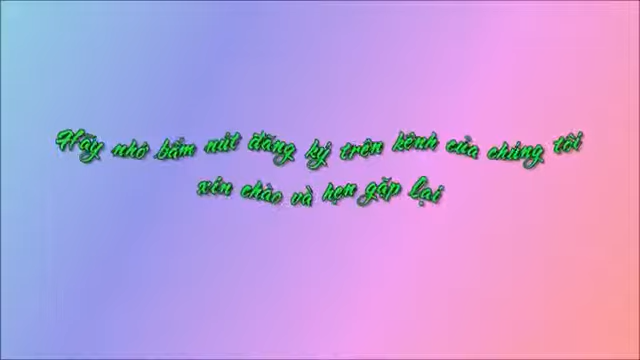 Hãy nhớ bấm nút đăng ký trên kênh của chúng tôi
xin chào và hẹn gặp lại